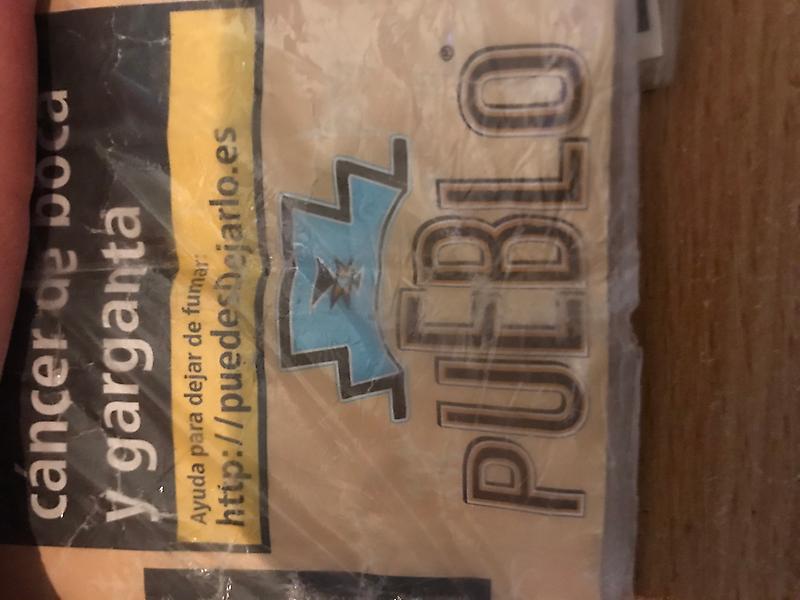 cáncer de boca
y garganta
Ayuda para dejar de fumar:
http://puedesdejarlo.es
PUEBLO®